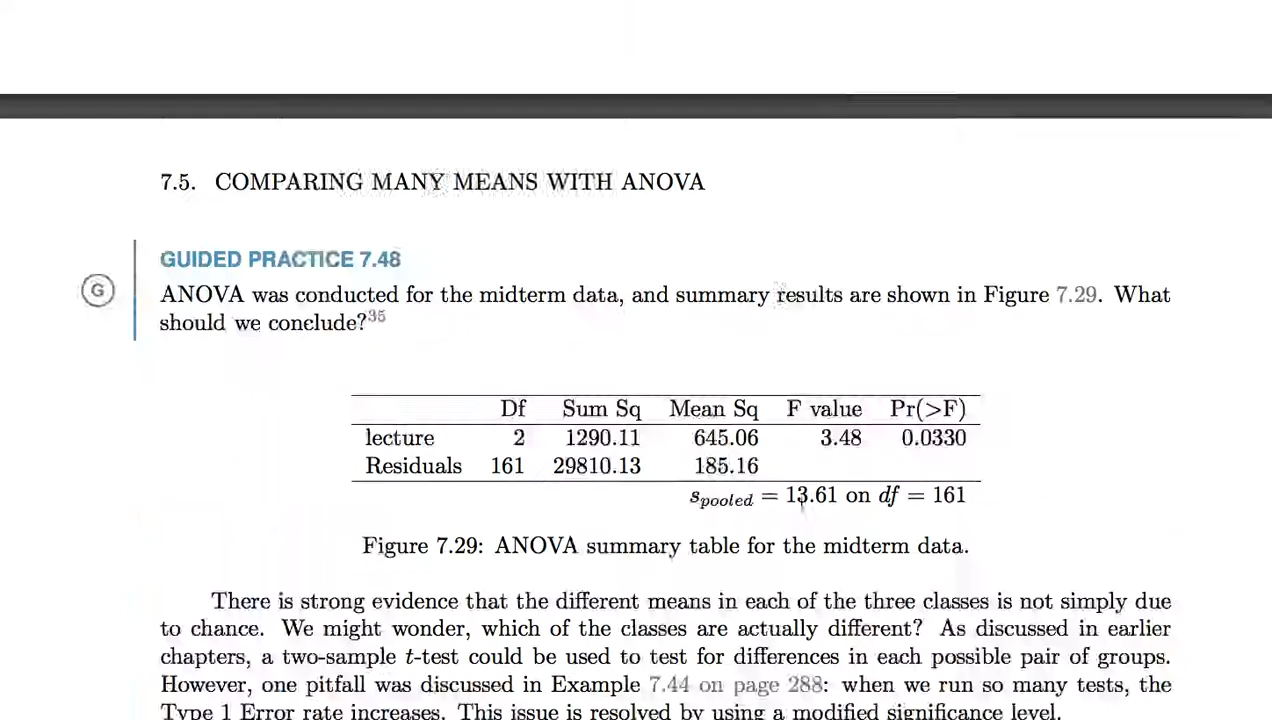 7.5. COMPARING MANY MEANS WITH ANOVA
GUIDED PRACTICE 7.48
G
ANOVA was conducted for the midterm data, and summary results are shown in Figure 7.29. What
should we conclude?35
Df Sum Sq Mean Sq F value Pr(>F)
lecture 2 1290.11 645.06 3.48 0.0330
Residuals 161 29810.13 185.16
spooled = 13.61 on df = 161
Figure 7.29: ANOVA summary table for the midterm data.
There is strong evidence that the different means in each of the three classes is not simply due
to chance. We might wonder, which of the classes are actually different? As discussed in earlier
chapters, a two-sample t-test could be used to test for differences in each possible pair of groups.
However, one pitfall was discussed in Example 7.44 on page 288: when we run so many tests, the
Type 1 Error rate increases. This issue is resolved by using a modified significance level.